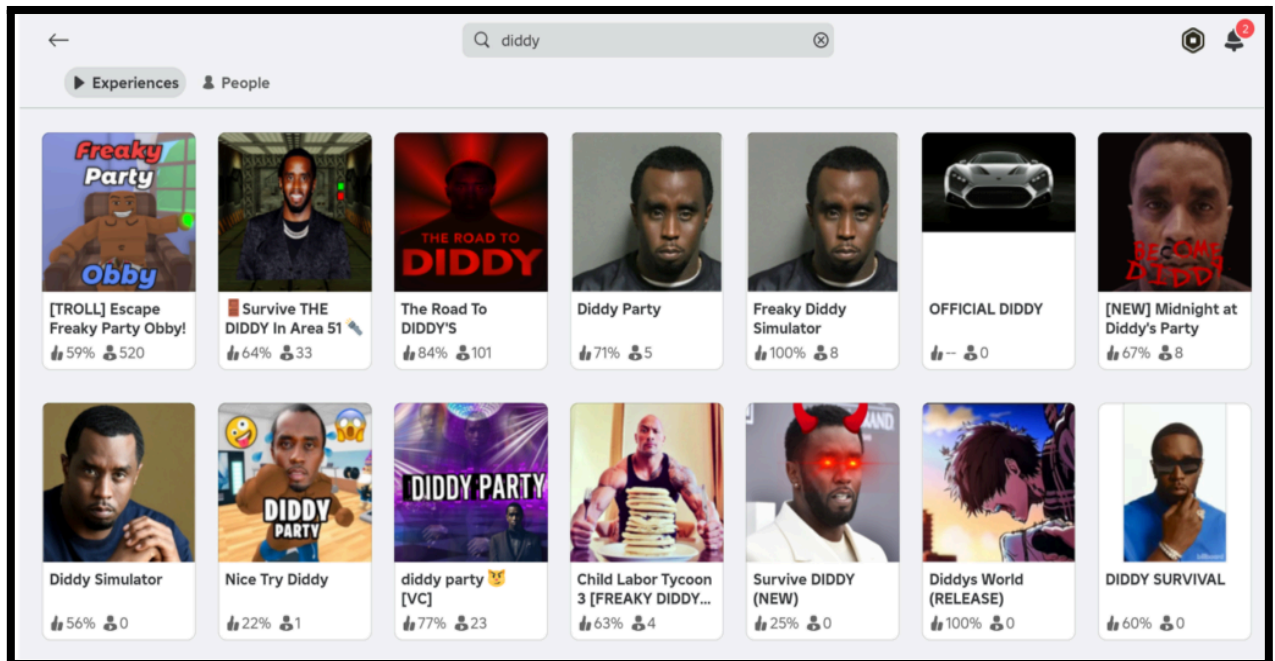 diddy
2
Experiences
People
Freaky
Party
Obby
[TROLL] Escape
Freaky Party Obby!
59% 520
Survive THE
DIDDY In Area 51
64% 33
THE ROAD TO
DIDDY
The Road To
DIDDY'S
84% 101
Diddy Party
71% 5
Freaky Diddy
Simulator
100% 8
OFFICIAL DIDDY
-- 0
BECOME
DIDDY
[NEW] Midnight at
Diddy's Party
67% 8
Diddy Simulator
56% 0
DIDDY
PARTY
Nice Try Diddy
22% 1
DIDDY PARTY
diddy party 😼
[VC]
77% 23
Child Labor Tycoon
3 [FREAKY DIDDY...
63% 4
AND
Survive DIDDY
(NEW)
25% 0
Diddys World
(RELEASE)
100% 0
billboard
DIDDY SURVIVAL
60% 0